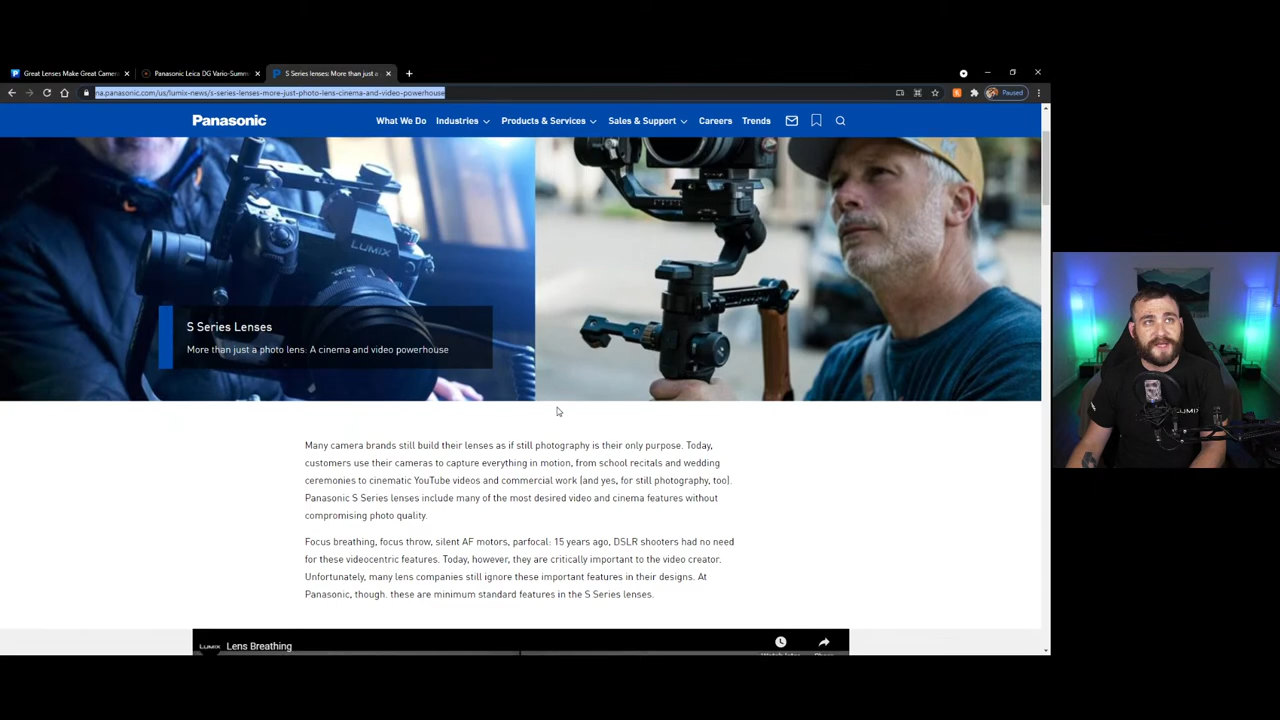 Great Lenses Make Great Camer
Panasonic Leica DG Vario-Summ
S Series lenses: More than just a
na.panasonic.com/us/lumix-news/s-series-lenses-more-just-photo-lens-cinema-and-video-powerhouse
Paused
Panasonic
What We Do
Industries
Products & Services
Sales & Support
Careers
Trends
LUMIX
S Series Lenses
More than just a photo lens: A cinema and video powerhouse
LUMIX
Many camera brands still build their lenses as if still photography is their only purpose. Today,
customers use their cameras to capture everything in motion, from school recitals and wedding
ceremonies to cinematic YouTube videos and commercial work (and yes, for still photography, too).
Panasonic S Series lenses include many of the most desired video and cinema features without
compromising photo quality.
Focus breathing, focus throw, silent AF motors, parfocal: 15 years ago, DSLR shooters had no need
for these videocentric features. Today, however, they are critically important to the video creator.
Unfortunately, many lens companies still ignore these important features in their designs. At
Panasonic, though. these are minimum standard features in the S Series lenses.
LUMIX
Lens Breathing